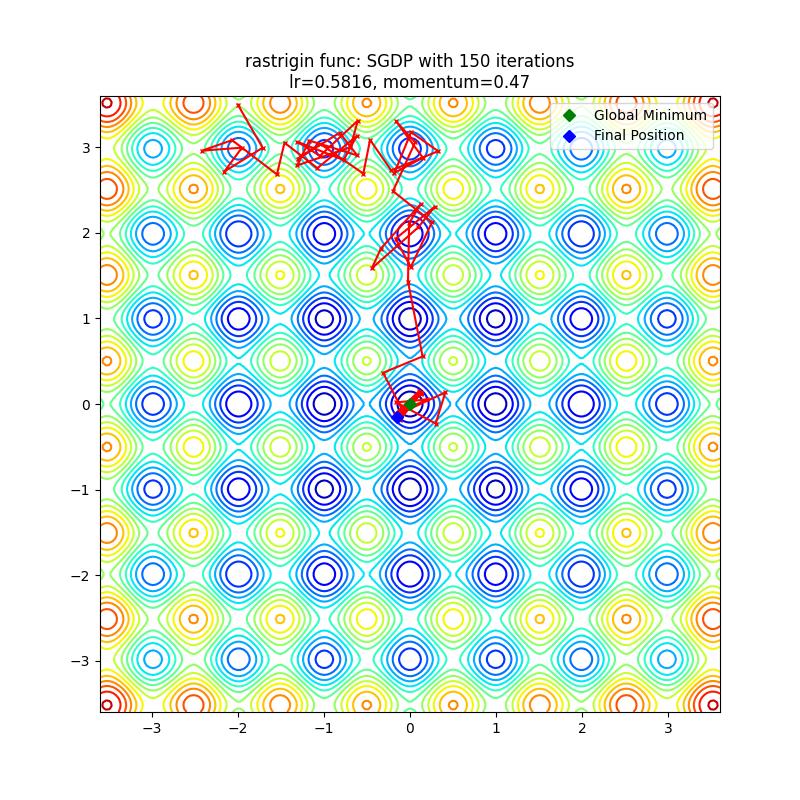 rastrigin func: SGDP with 150 iterations
lr=0.5816, momentum=0.47
Global Minimum
Final Position
3
2
1
0
−1
−2
−3
−3 −2 −1 0 1 2 3